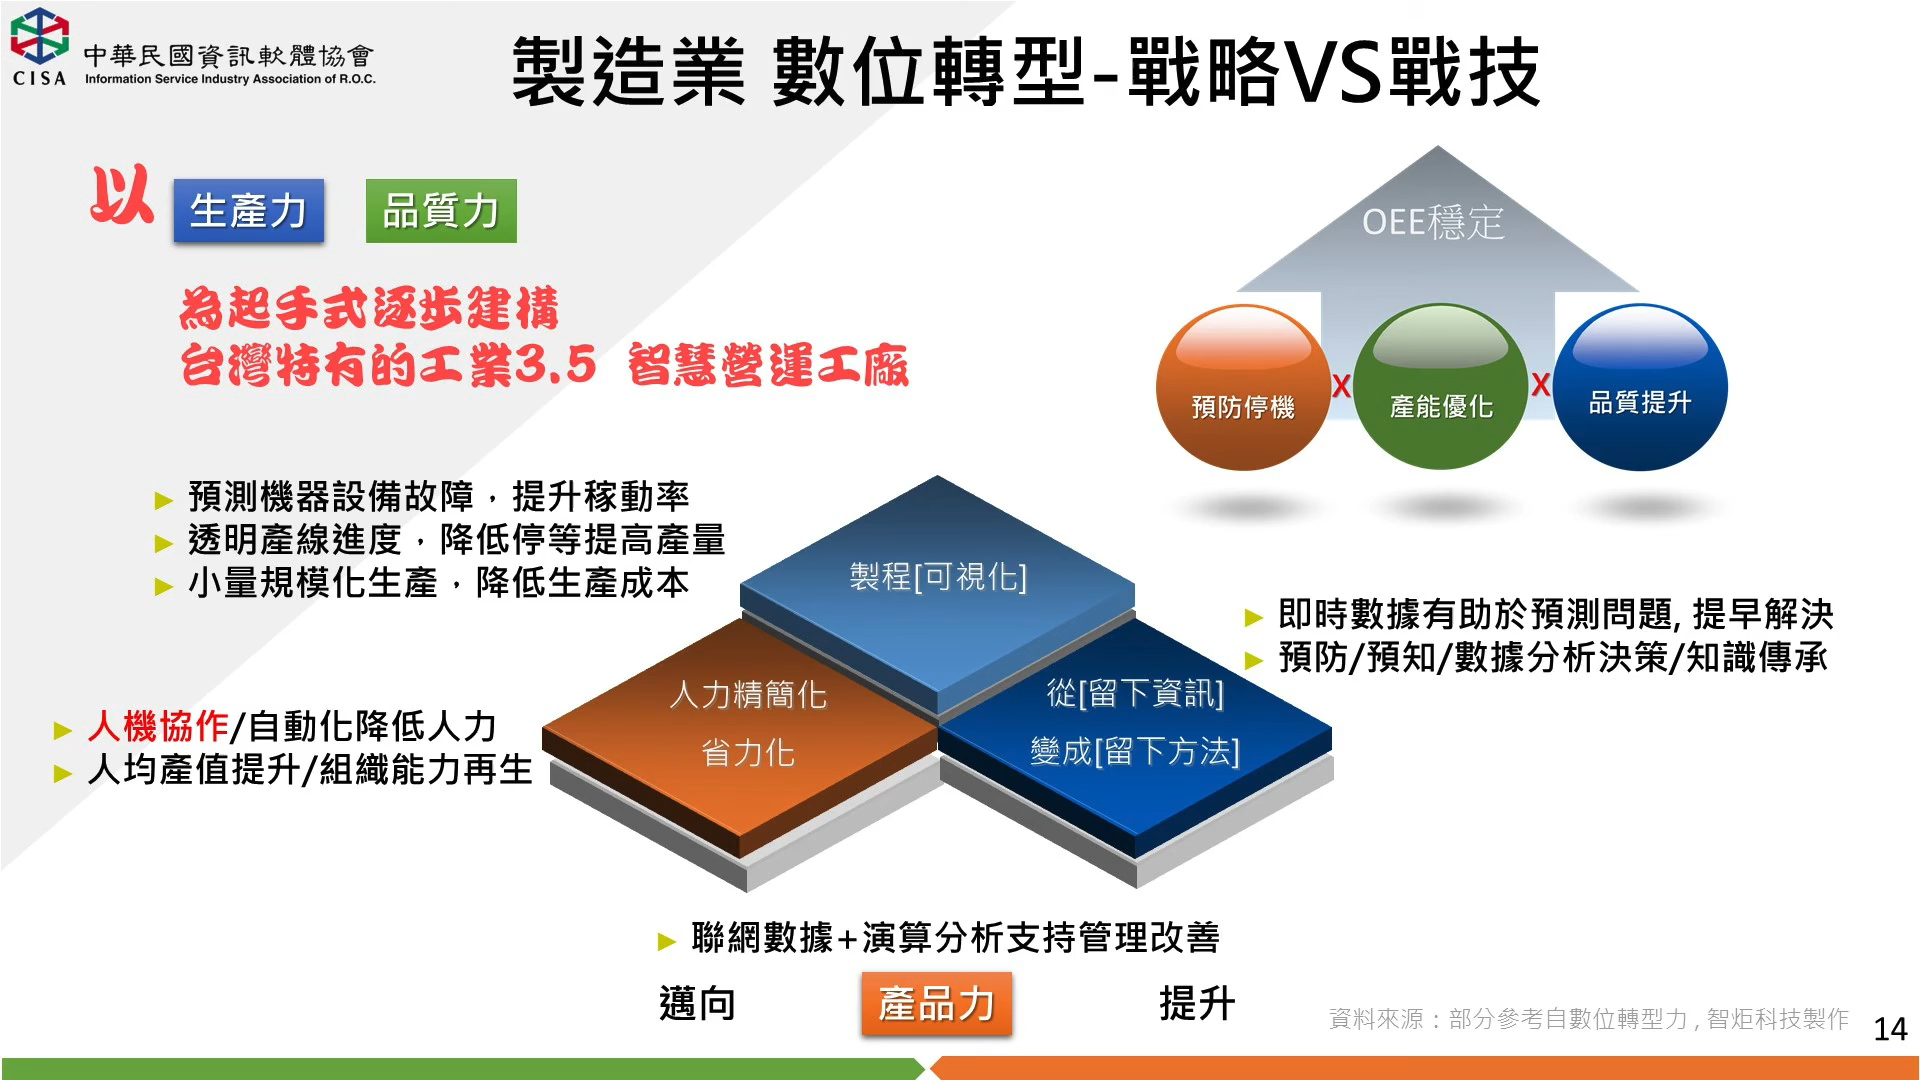 中華民國資訊軟體協會
CISA
Information Service Industry Association of R.O.C.
製造業 數位轉型-戰略VS戰技
以 生產力 品質力
為起手式逐步建構
台灣特有的工業3.5 智慧營運工廠
OEE穩定
預防停機 X 產能優化 X 品質提升
► 預測機器設備故障，提升稼動率
► 透明產線進度，降低停等提高產量
► 小量規模化生產，降低生產成本
製程[可視化]
► 即時數據有助於預測問題, 提早解決
► 預防/預知/數據分析決策/知識傳承
人力精簡化
省力化
從[留下資訊]
變成[留下方法]
► 人機協作/自動化降低人力
► 人均產值提升/組織能力再生
► 聯網數據+演算分析支持管理改善
邁向 產品力 提升
資料來源：部分參考自數位轉型力 , 智炬科技製作
14